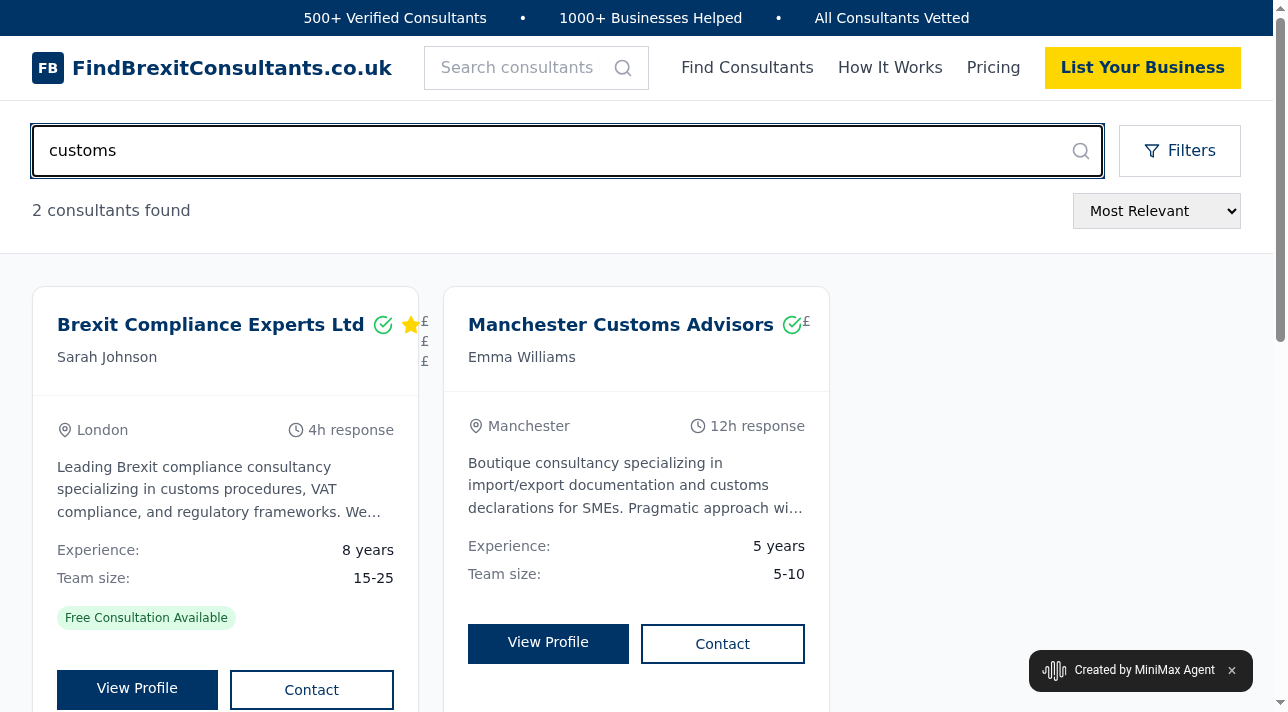 500+ Verified Consultants • 1000+ Businesses Helped • All Consultants Vetted
FB FindBrexitConsultants.co.uk Search consultants Find Consultants How It Works Pricing List Your Business
customs Filters
2 consultants found Most Relevant
Brexit Compliance Experts Ltd
£
£
£
Sarah Johnson
London 4h response
Leading Brexit compliance consultancy
specializing in customs procedures, VAT
compliance, and regulatory frameworks. We...
Experience: 8 years
Team size: 15-25
Free Consultation Available
View Profile Contact
Manchester Customs Advisors £
Emma Williams
Manchester 12h response
Boutique consultancy specializing in
import/export documentation and customs
declarations for SMEs. Pragmatic approach wi...
Experience: 5 years
Team size: 5-10
View Profile Contact
Created by MiniMax Agent ×